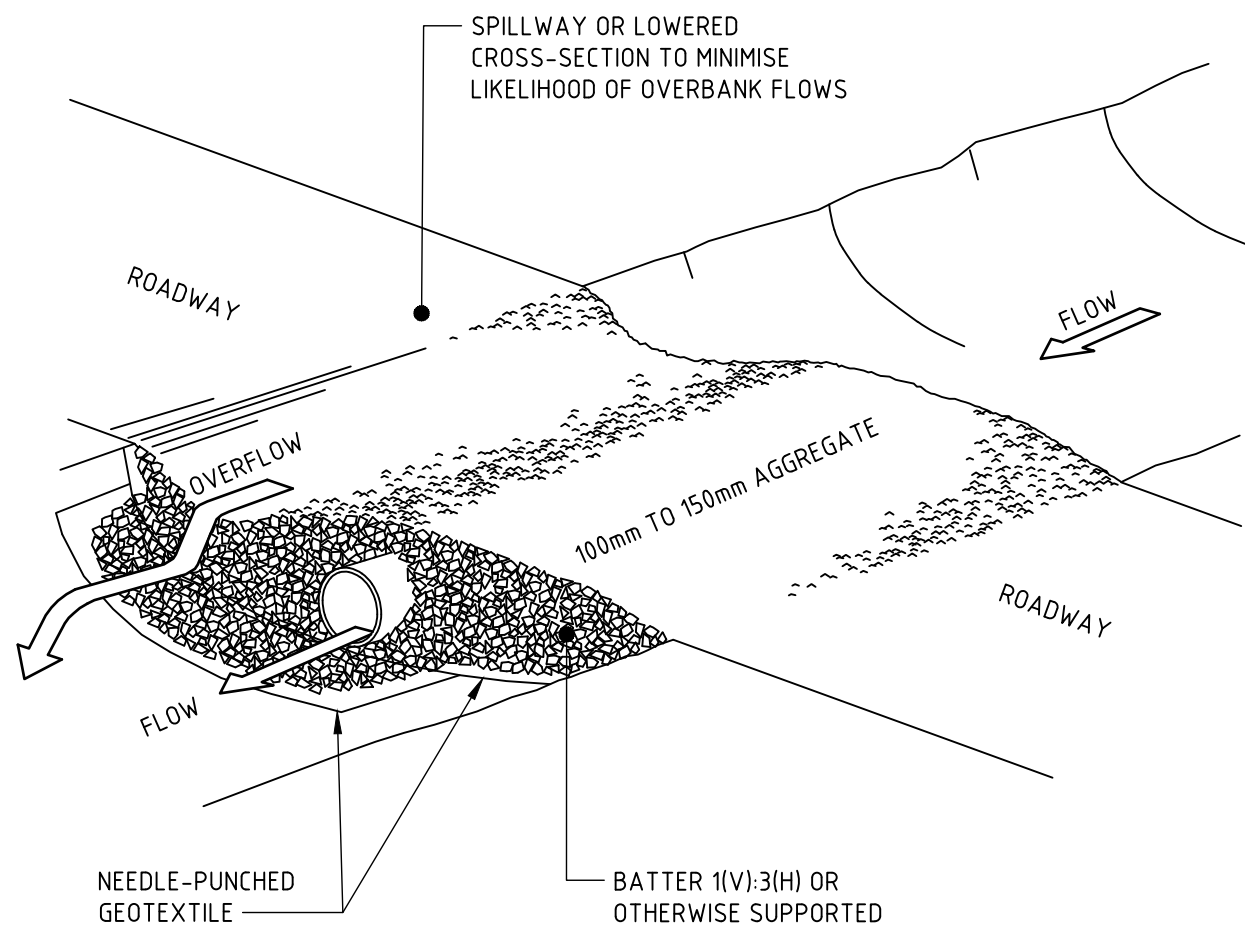 SPILLWAY OR LOWERED
CROSS-SECTION TO MINIMISE
LIKELIHOOD OF OVERBANK FLOWS
ROADWAY
FLOW
OVERFLOW
100mm TO 150mm AGGREGATE
ROADWAY
FLOW
NEEDLE-PUNCHED
GEOTEXTILE
BATTER 1(V):3(H) OR
OTHERWISE SUPPORTED